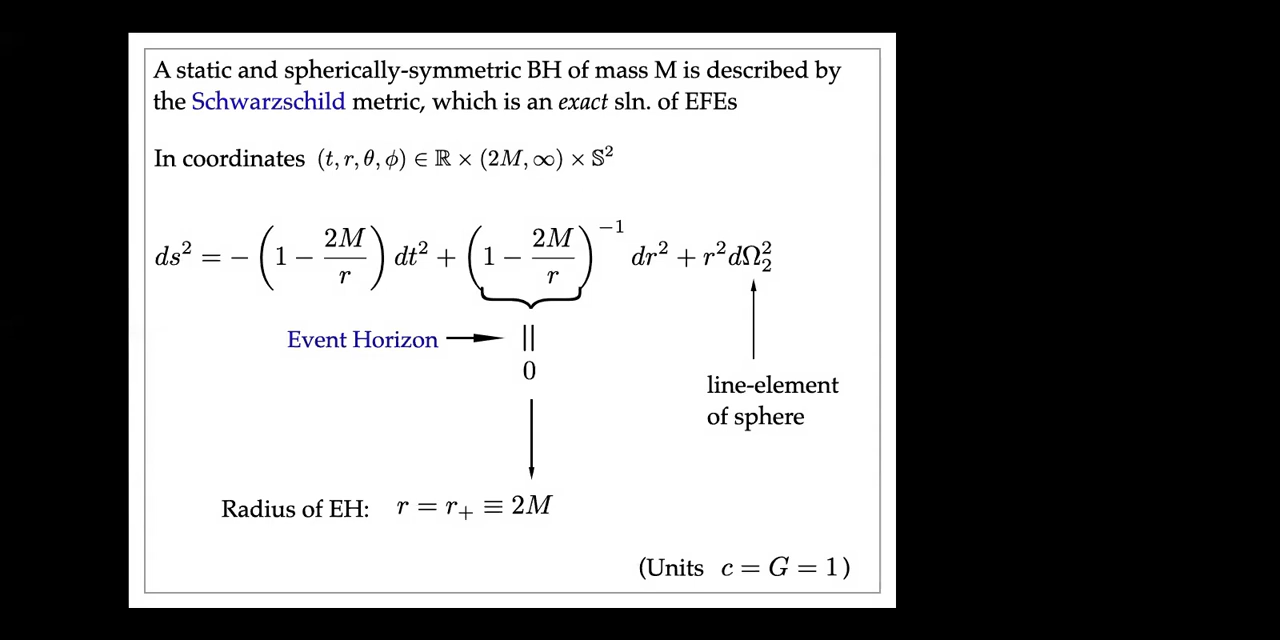 A static and spherically-symmetric BH of mass M is described by
the Schwarzschild metric, which is an exact sln. of EFEs
In coordinates (t, r, θ, ϕ) ∈ ℝ × (2M, ∞) × 𝕊²
ds² = − (1 − 2M/r) dt² + (1 − 2M/r)⁻¹ dr² + r²dΩ₂²
Event Horizon ||
0
line-element
of sphere
Radius of EH: r = r₊ ≡ 2M
(Units c = G = 1)